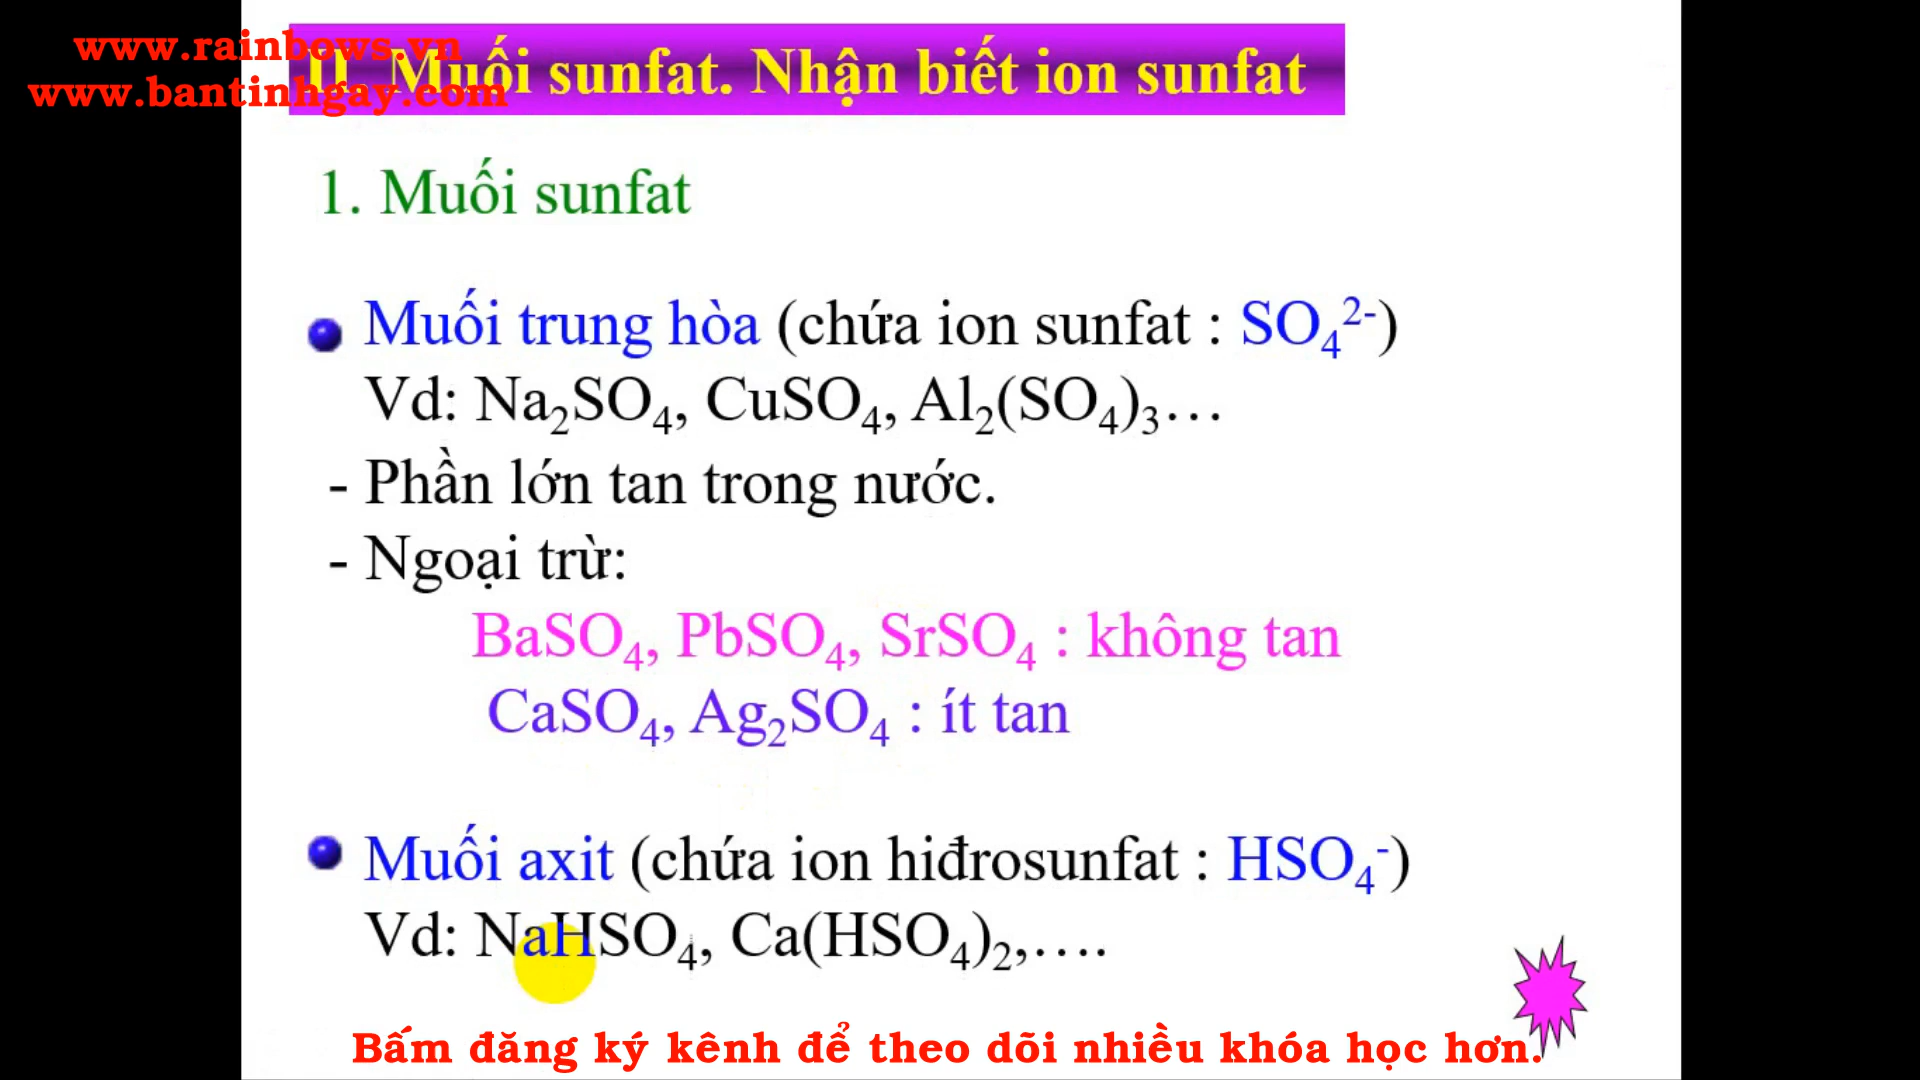 www.rainbows.vn
www.bantinhgay.com
II. Muối sunfat. Nhận biết ion sunfat
1. Muối sunfat
Muối trung hòa (chứa ion sunfat : SO₄²⁻)
Vd: Na₂SO₄, CuSO₄, Al₂(SO₄)₃…
- Phần lớn tan trong nước.
- Ngoại trừ:
BaSO₄, PbSO₄, SrSO₄ : không tan
CaSO₄, Ag₂SO₄ : ít tan
Muối axit (chứa ion hiđrosunfat : HSO₄⁻)
Vd: NaHSO₄, Ca(HSO₄)₂,….
Bấm đăng ký kênh để theo dõi nhiều khóa học hơn.